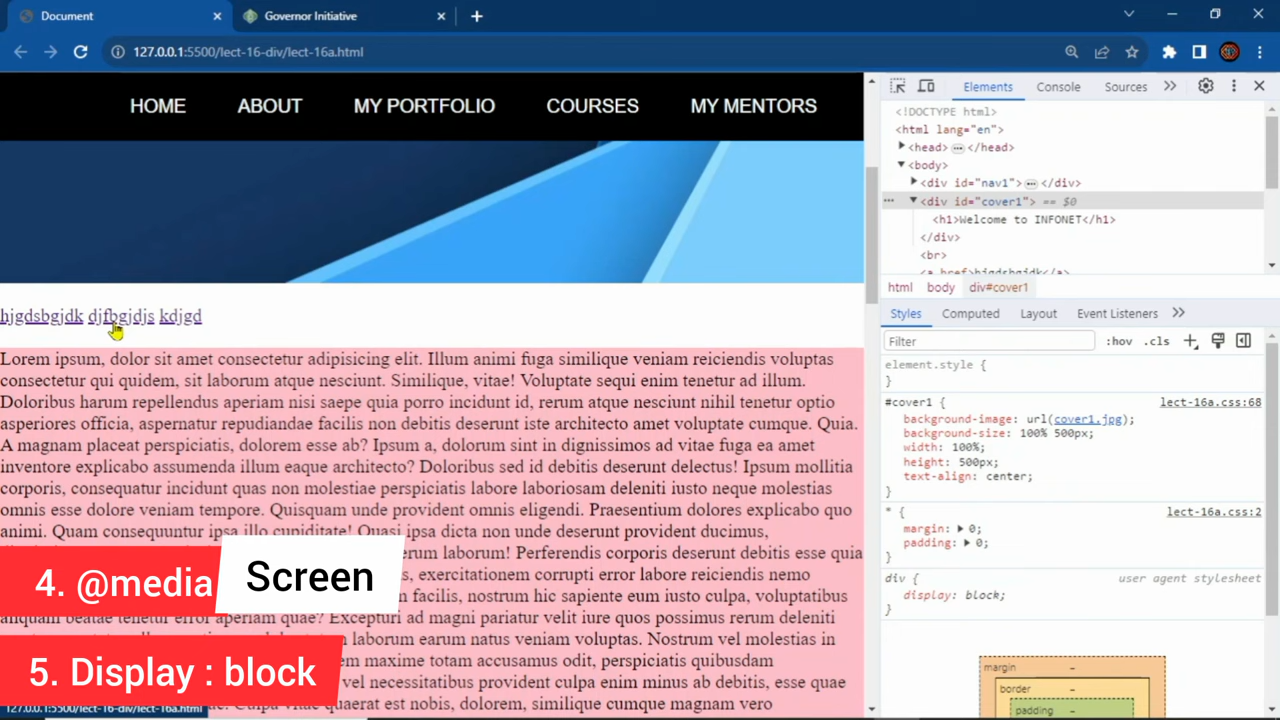 Document
Governor Initiative
127.0.0.1:5500/lect-16-div/lect-16a.html
HOME ABOUT MY PORTFOLIO COURSES MY MENTORS
hjgdsbgjdk djfbgjdjs kdjgd
Lorem ipsum, dolor sit amet consectetur adipisicing elit. Illum animi fuga similique veniam reiciendis voluptas
consectetur qui quidem, sit laborum atque nesciunt. Similique, vitae! Voluptate sequi enim tenetur ad illum.
Doloribus harum repellendus aperiam nisi saepe quia porro incidunt id, rerum atque nesciunt nihil tenetur optio
asperiores officia, aspernatur repudiandae facilis non debitis deserunt iste architecto amet voluptate cumque. Quia.
A magnam placeat perspiciatis, dolorem esse ab? Ipsum a, dolorum sint in dignissimos ad vitae fuga ea amet
inventore explicabo assumenda illum eaque architecto? Doloribus sed id debitis deserunt delectus! Ipsum mollitia
corporis, consequatur incidunt quas non molestiae perspiciatis labore laboriosam deleniti iusto neque molestias
omnis esse dolore veniam tempore. Quisquam unde provident omnis eligendi. Praesentium dolores explicabo quo
animi. Quam consequuntur ipsa illo cupiditate! Quasi ipsa dicta non unde deserunt provident ducimus,
erum laborum! Perferendis corporis deserunt debitis esse quia
, exercitationem corrupti error labore reiciendis nemo
facilis, nostrum hic sapiente eum iusto culpa, voluptatibus
quam beatae tenetur error aperiam quae? Excepturi ad magni pariatur velit iure quos possimus rerum deleniti
laborum earum natus veniam voluptas. Nostrum vel molestias in
rem maxime totam accusamus odit, perspiciatis quibusdam
vel necessitatibus provident culpa enim minus ab debitis, esse quae
quaerat est nobis, dolorem, similique cumque magnam vero
4. @media Screen
5. Display : block
127.0.0.1:5500/lect-16-div/lect-16a.html
Elements Console Sources
<!DOCTYPE html>
<html lang="en">
<head> </head>
<body>
<div id="nav1"> </div>
<div id="cover1"> == $0
<h1>Welcome to INFONET</h1>
</div>
<br>
<a href>hjgdsbgjdk</a>
html body div#cover1
Styles Computed Layout Event Listeners
Filter :hov .cls
element.style {
}
#cover1 { lect-16a.css:68
background-image: url(cover1.jpg);
background-size: 100% 500px;
width: 100%;
height: 500px;
text-align: center;
}
* { lect-16a.css:2
margin: 0;
padding: 0;
}
div { user agent stylesheet
display: block;
}
margin -
border -
padding -